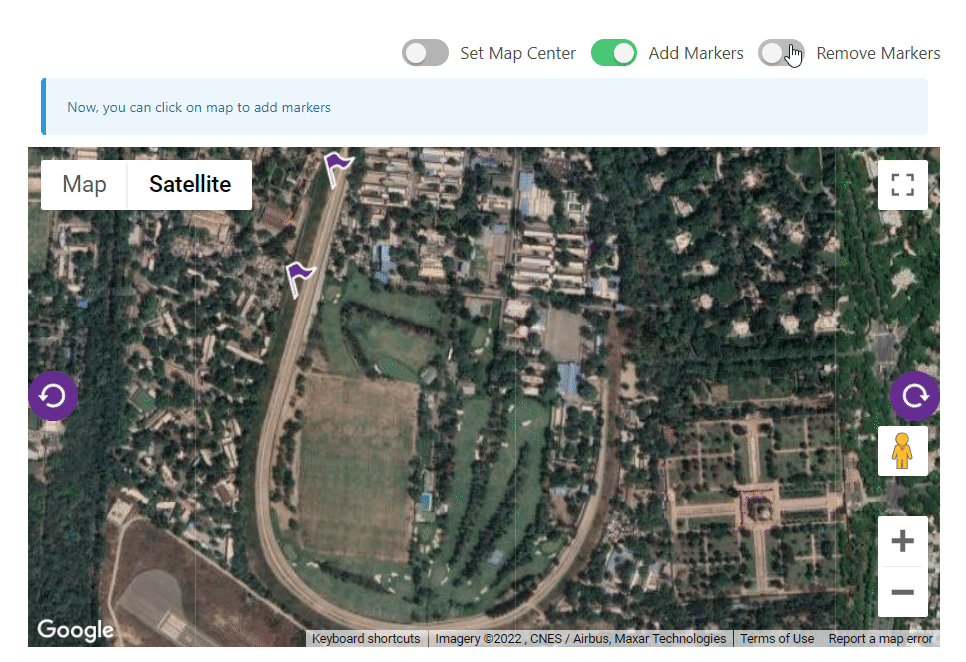 Set Map Center Add Markers Remove Markers
Now, you can click on map to add markers
Map Satellite
Google
Keyboard shortcuts Imagery ©2022 , CNES / Airbus, Maxar Technologies Terms of Use Report a map error